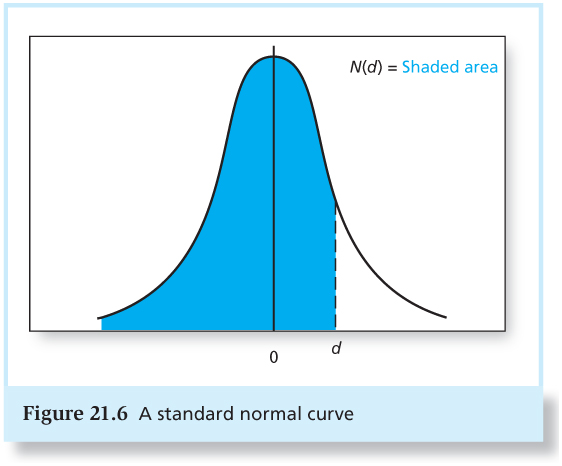 N(d) = Shaded area
0
d
Figure 21.6 A standard normal curve